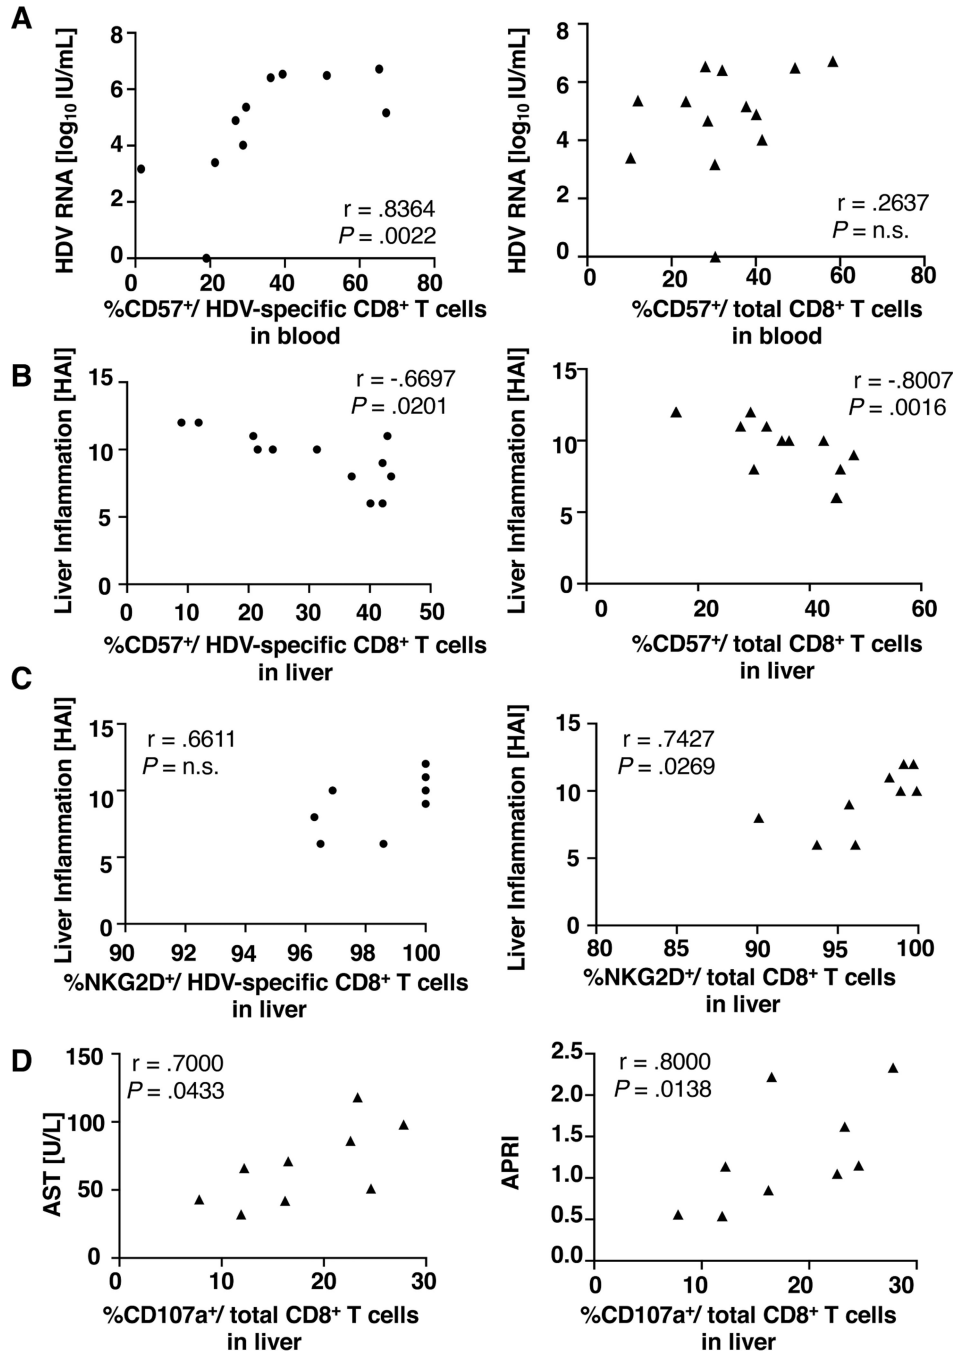 A
HDV RNA [log10 IU/mL]
8
6
4
2
0
0
20
40
60
80
r = .8364
P = .0022
%CD57+/ HDV-specific CD8+ T cells
in blood
HDV RNA [log10 IU/mL]
8
6
4
2
0
0
20
40
60
80
r = .2637
P = n.s.
%CD57+/ total CD8+ T cells
in blood
B
Liver Inflammation [HAI]
15
10
5
0
0
10
20
30
40
50
r = -.6697
P = .0201
%CD57+/ HDV-specific CD8+ T cells
in liver
Liver Inflammation [HAI]
15
10
5
0
0
20
40
60
r = -.8007
P = .0016
%CD57+/ total CD8+ T cells
in liver
C
Liver Inflammation [HAI]
15
10
5
0
90
92
94
96
98
100
r = .6611
P = n.s.
%NKG2D+/ HDV-specific CD8+ T cells
in liver
Liver Inflammation [HAI]
15
10
5
0
80
85
90
95
100
r = .7427
P = .0269
%NKG2D+/ total CD8+ T cells
in liver
D
AST [U/L]
150
100
50
0
0
10
20
30
r = .7000
P = .0433
%CD107a+/ total CD8+ T cells
in liver
APRI
2.5
2.0
1.5
1.0
0.5
0.0
0
10
20
30
r = .8000
P = .0138
%CD107a+/ total CD8+ T cells
in liver